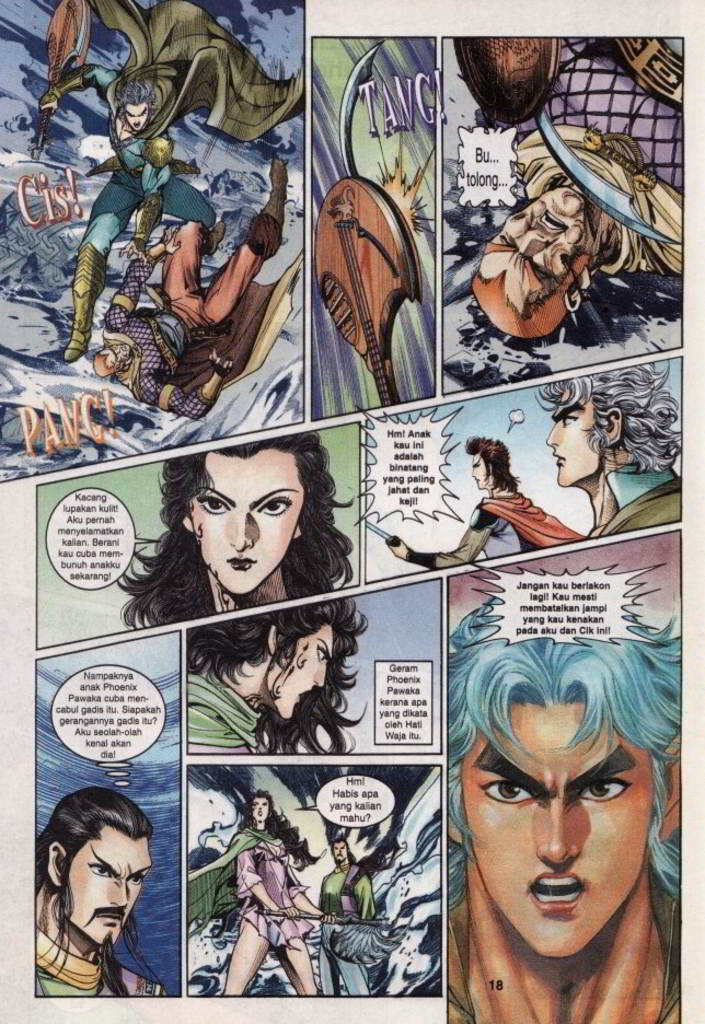 Cis!
PANG!
TANG!
Bu...
tolong...
Kacang
lupakan kulit!
Aku pernah
menyelamatkan
kalian. Berani
kau cuba mem-
bunuh anakku
sekarang!
Hm! Anak
kau ini
adalah
binatang
yang paling
jahat dan
keji!
Nampaknya
anak Phoenix
Pawaka cuba men-
cabul gadis itu. Siapakah
gerangannya gadis itu?
Aku seolah-olah
kenal akan
dia!
Geram
Phoenix
Pawaka
kerana apa
yang dikata
oleh Hati
Waja itu.
Jangan kau berlakon
lagi! Kau mesti
membatalkan jampi
yang kau kenakan
pada aku dan Cik ini!
Hm!
Habis apa
yang kalian
mahu?
18